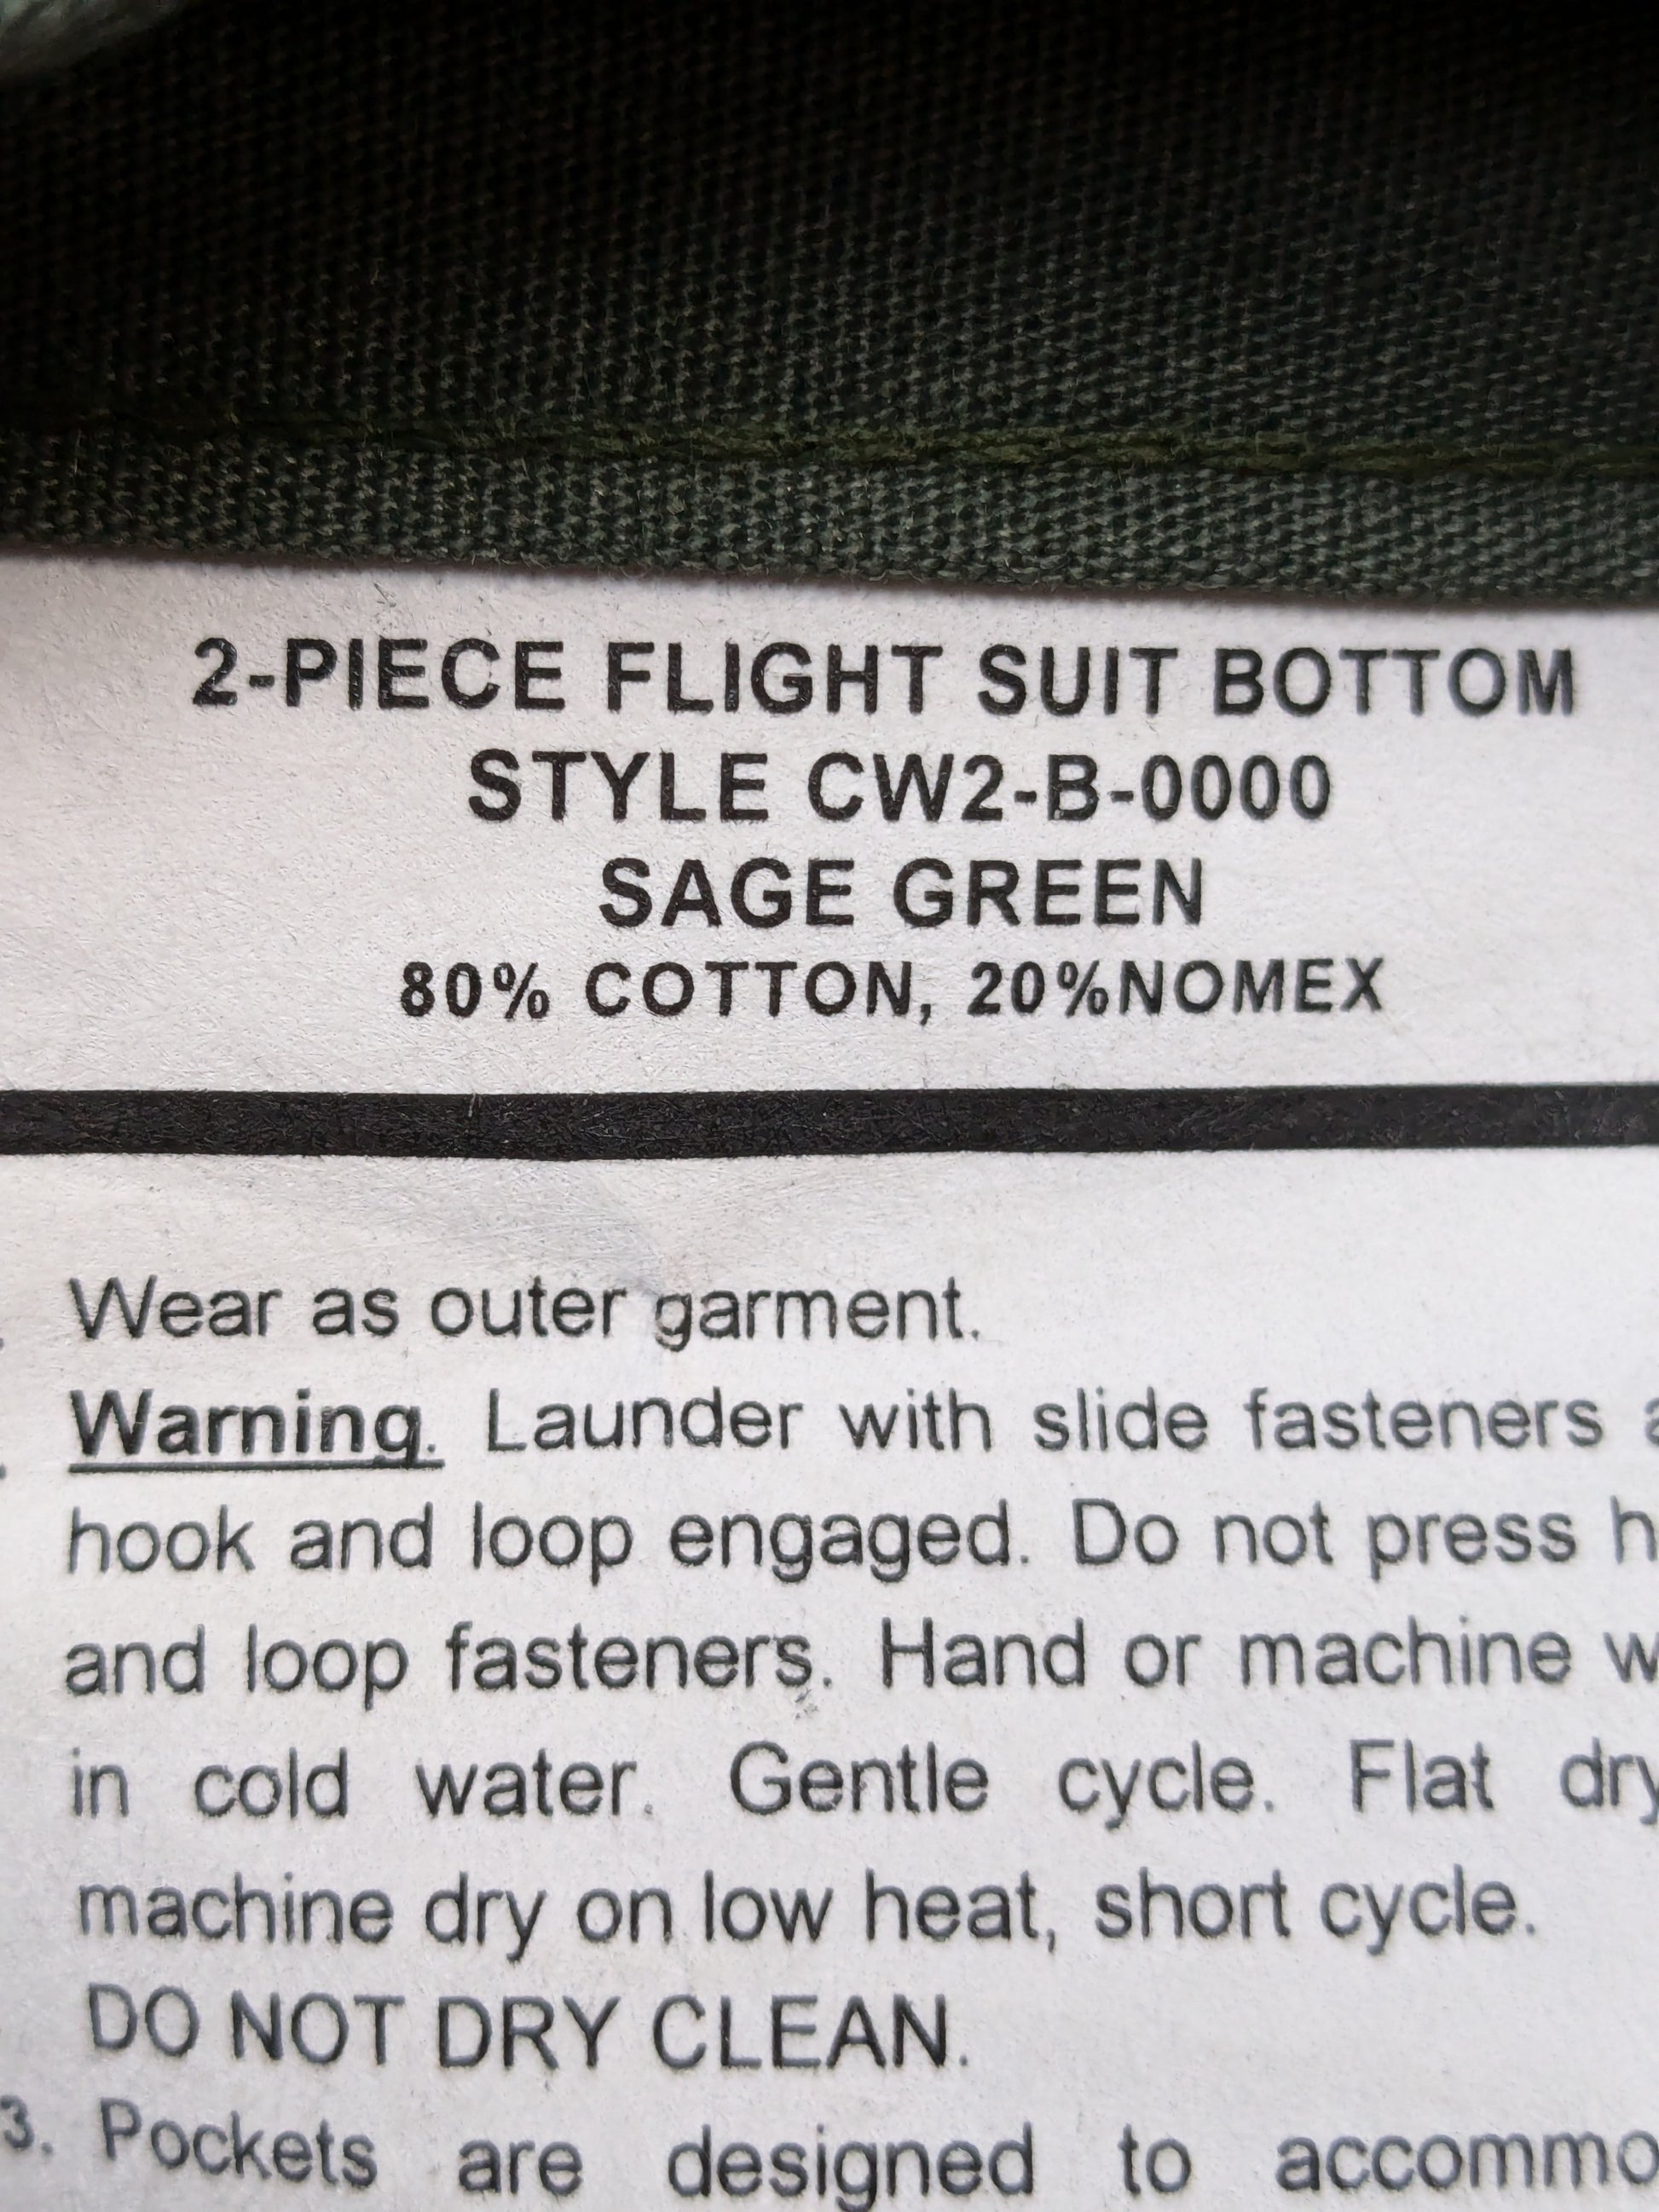 2-PIECE FLIGHT SUIT BOTTOM
STYLE CW2-B-0000
SAGE GREEN
80% COTTON, 20%NOMEX
Wear as outer garment.
Warning. Launder with slide fasteners
hook and loop engaged. Do not press
and loop fasteners. Hand or machine
in cold water. Gentle cycle. Flat dry
machine dry on low heat, short cycle.
DO NOT DRY CLEAN.
3. Pockets are designed to